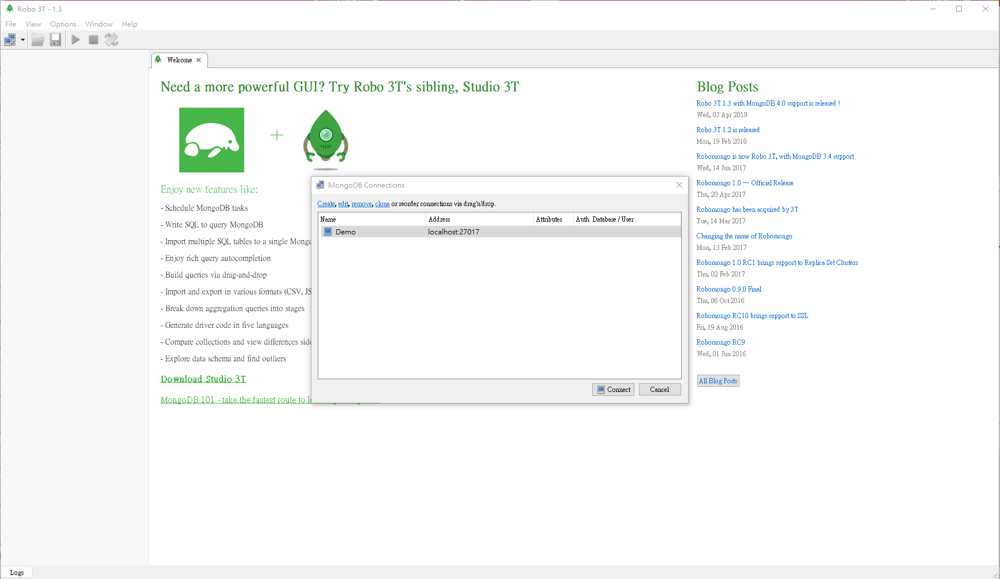 Robo 3T - 1.3
File View Options Window Help
Welcome
Need a more powerful GUI? Try Robo 3T's sibling, Studio 3T
Enjoy new features like:
- Schedule MongoDB tasks
- Write SQL to query MongoDB
- Import multiple SQL tables to a single Mongo
- Enjoy rich query autocompletion
- Build queries via drag-and-drop
- Import and export in various formats (CSV, JS
- Break down aggregation queries into stages
- Generate driver code in five languages
- Compare collections and view differences side
- Explore data schema and find outliers
Download Studio 3T
MongoDB 101 - take the fastest route to le
MongoDB Connections
Create, edit, remove, clone or reorder connections via drag'n'drop.
Name Address Attributes Auth. Database / User
Demo localhost:27017
Connect Cancel
Blog Posts
Robo 3T 1.3 with MongoDB 4.0 support is released !
Wed, 03 Apr 2019
Robo 3T 1.2 is released
Mon, 19 Feb 2018
Robomongo is now Robo 3T, with MongoDB 3.4 support
Wed, 14 Jun 2017
Robomongo 1.0 — Official Release
Thu, 20 Apr 2017
Robomongo has been acquired by 3T
Tue, 14 Mar 2017
Changing the name of Robomongo
Mon, 13 Feb 2017
Robomongo 1.0 RC1 brings support to Replica Set Clusters
Thu, 02 Feb 2017
Robomongo 0.9.0 Final
Thu, 06 Oct 2016
Robomongo RC10 brings support to SSL
Fri, 19 Aug 2016
Robomongo RC9
Wed, 01 Jun 2016
All Blog Posts
Logs